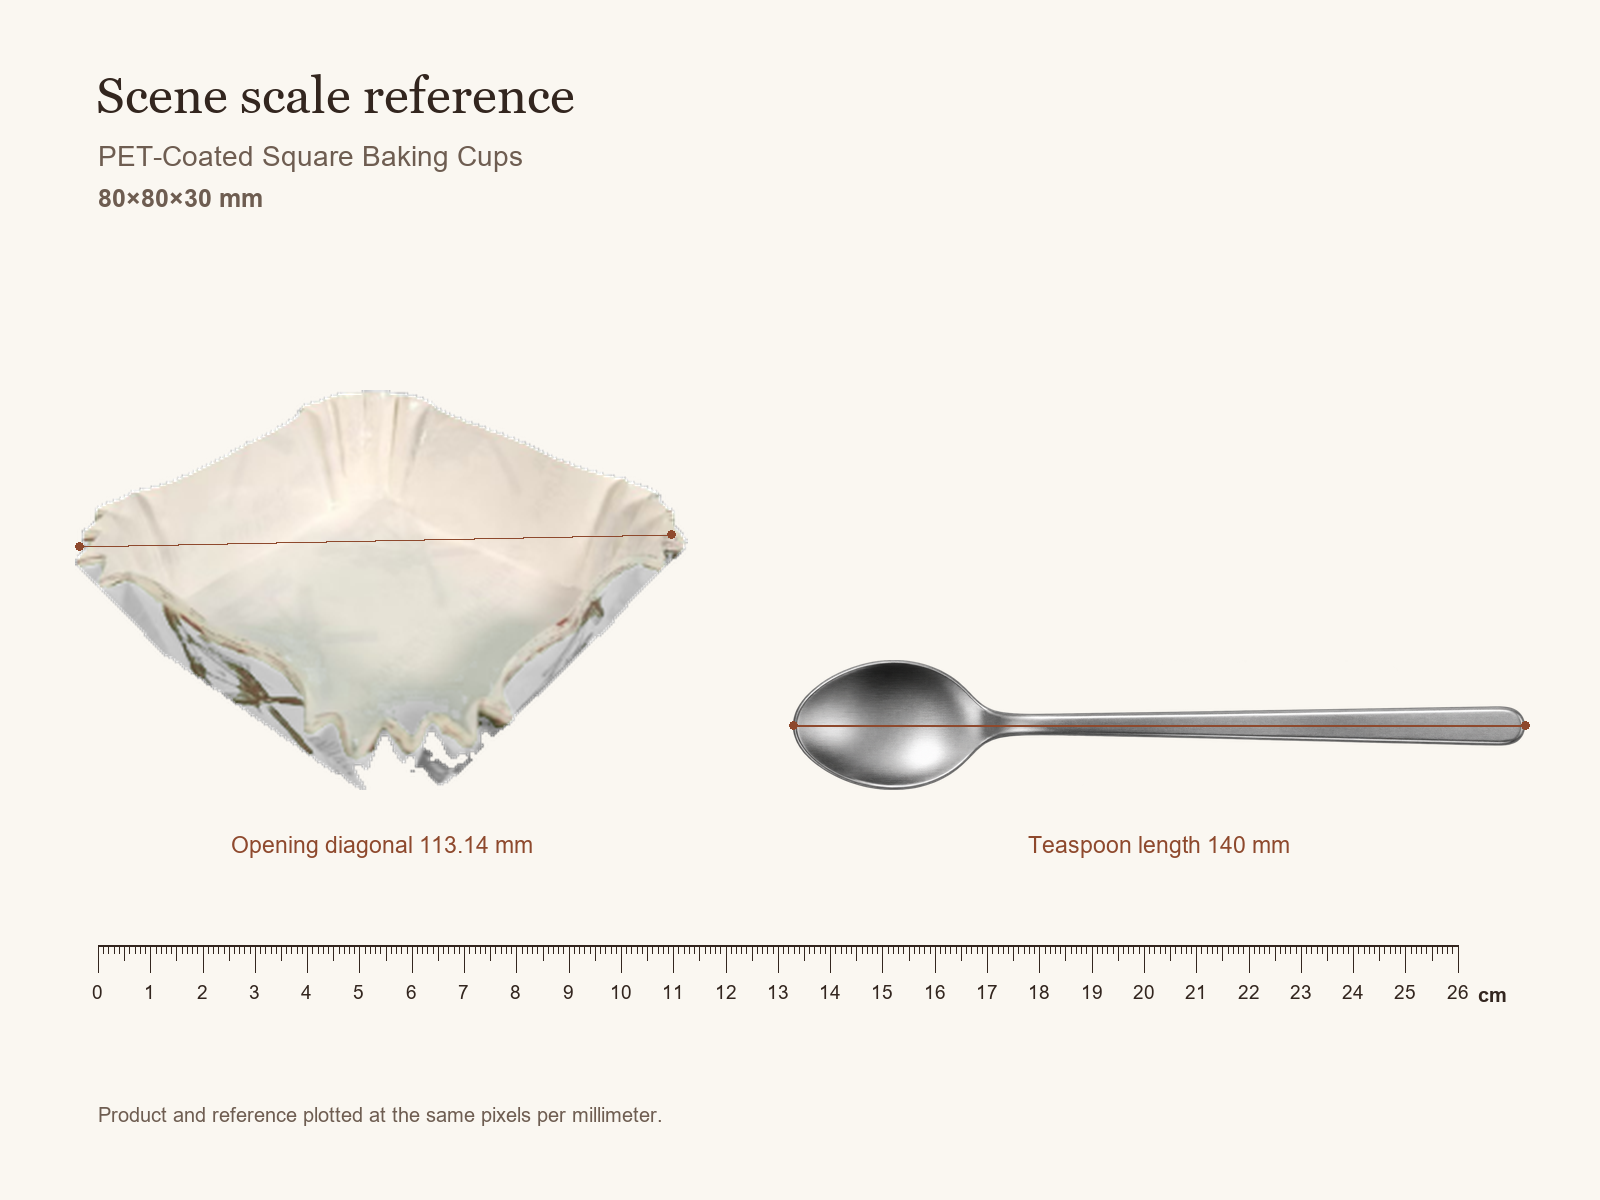 Scene scale reference
PET-Coated Square Baking Cups
80×80×30 mm
Opening diagonal 113.14 mm
Teaspoon length 140 mm
0 1 2 3 4 5 6 7 8 9 10 11 12 13 14 15 16 17 18 19 20 21 22 23 24 25 26 cm
Product and reference plotted at the same pixels per millimeter.